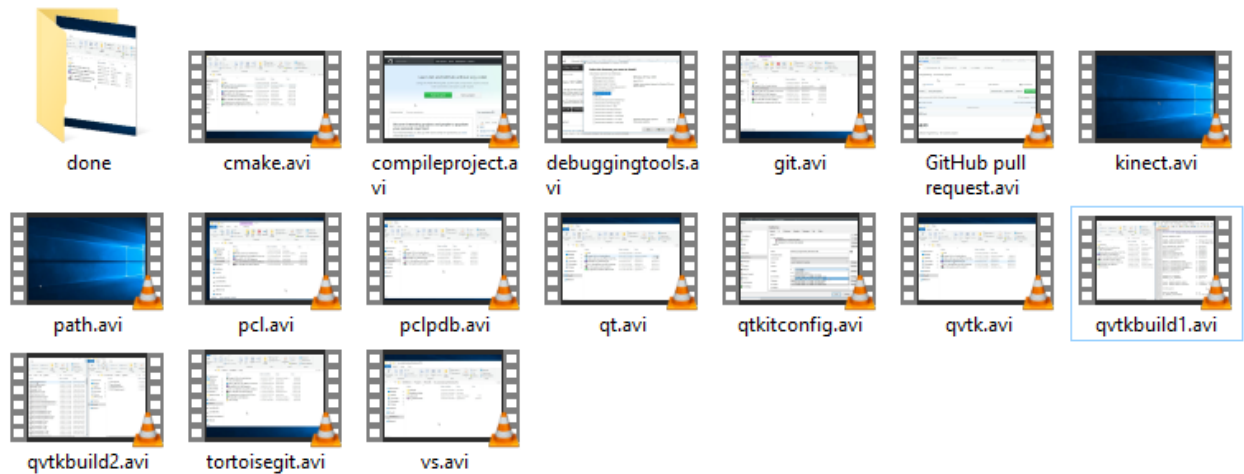 done
cmake.avi
compileproject.a
vi
debuggingtools.a
vi
git.avi
GitHub pull
request.avi
kinect.avi
path.avi
pcl.avi
pclpdb.avi
qt.avi
qtkitconfig.avi
qvtk.avi
qvtkbuild1.avi
qvtkbuild2.avi
tortoisegit.avi
vs.avi